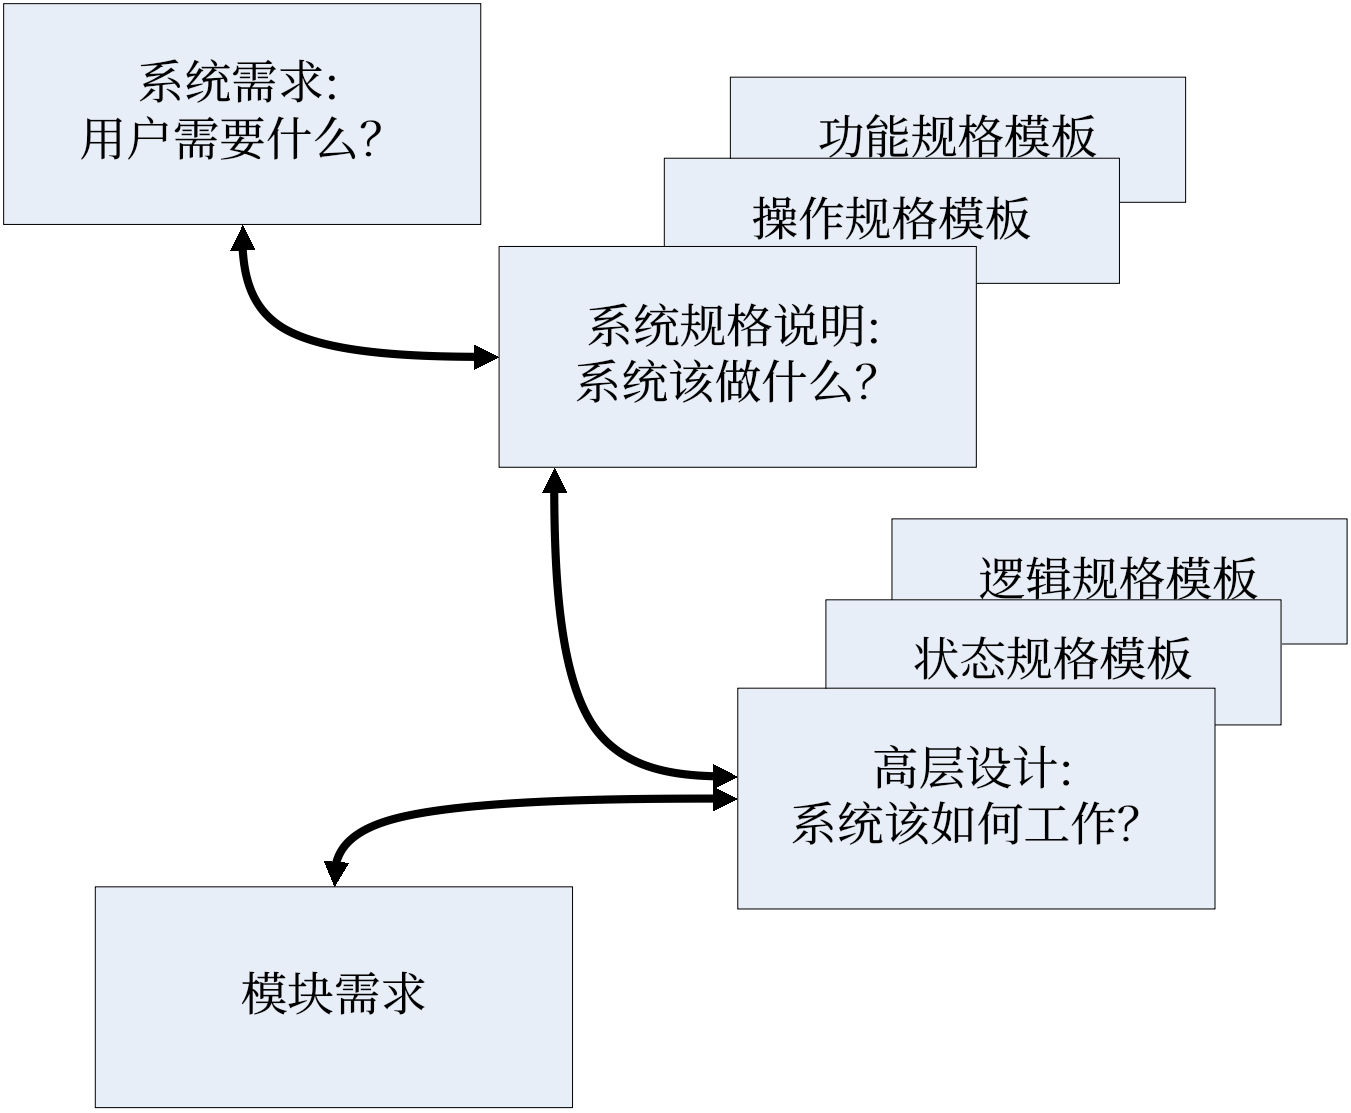 系统需求:
用户需要什么?
功能规格模板
操作规格模板
系统规格说明:
系统该做什么?
逻辑规格模板
状态规格模板
高层设计:
系统该如何工作?
模块需求